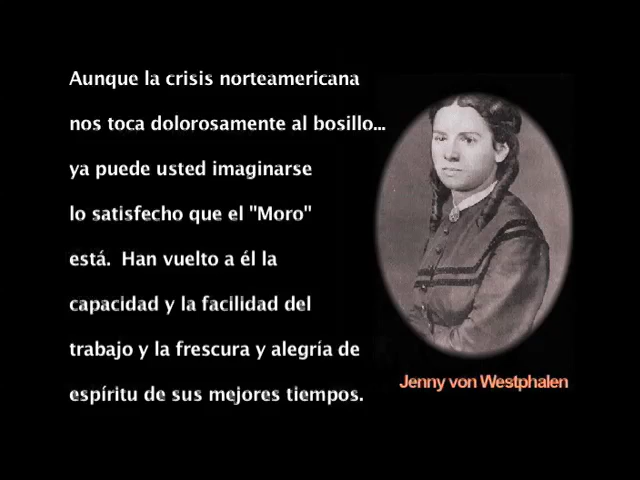 Aunque la crisis norteamericana
nos toca dolorosamente al bosillo...
ya puede usted imaginarse
lo satisfecho que el "Moro"
está. Han vuelto a él la
capacidad y la facilidad del
trabajo y la frescura y alegría de
espíritu de sus mejores tiempos.
Jenny von Westphalen